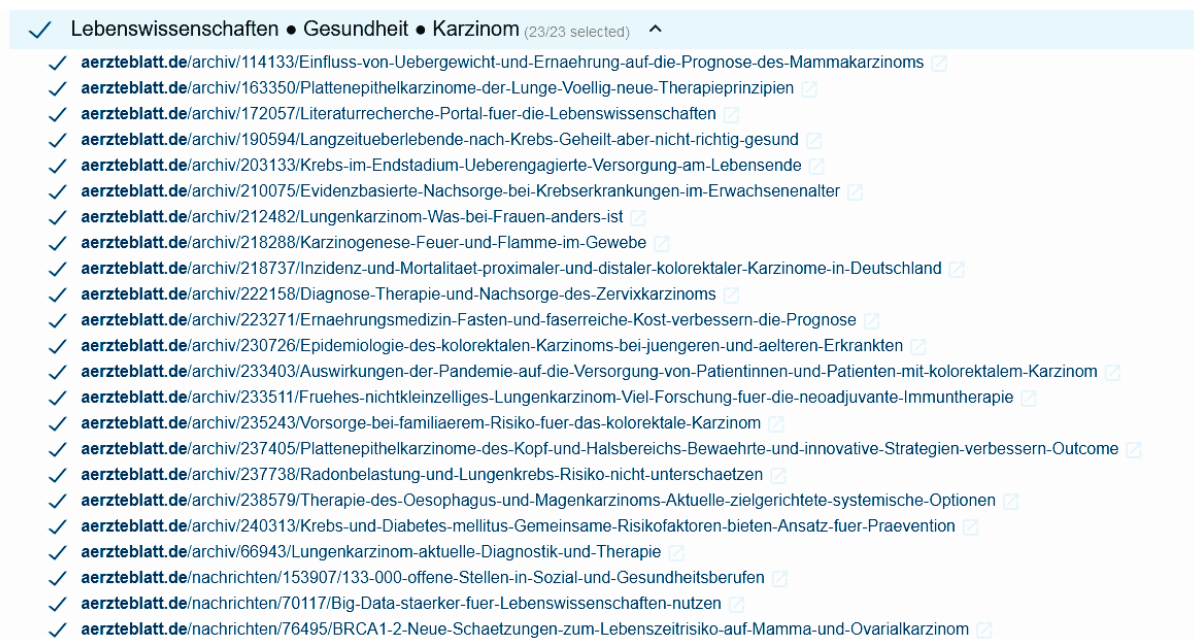 Lebenswissenschaften ● Gesundheit ● Karzinom (23/23 selected)
aerzteblatt.de/archiv/114133/Einfluss-von-Uebergewicht-und-Ernaehrung-auf-die-Prognose-des-Mammakarzinoms
aerzteblatt.de/archiv/163350/Plattenepithelkarzinome-der-Lunge-Voellig-neue-Therapieprinzipien
aerzteblatt.de/archiv/172057/Literaturrecherche-Portal-fuer-die-Lebenswissenschaften
aerzteblatt.de/archiv/190594/Langzeitueberlebende-nach-Krebs-Geheilt-aber-nicht-richtig-gesund
aerzteblatt.de/archiv/203133/Krebs-im-Endstadium-Ueberengagierte-Versorgung-am-Lebensende
aerzteblatt.de/archiv/210075/Evidenzbasierte-Nachsorge-bei-Krebserkrankungen-im-Erwachsenenalter
aerzteblatt.de/archiv/212482/Lungenkarzinom-Was-bei-Frauen-anders-ist
aerzteblatt.de/archiv/218288/Karzinogenese-Feuer-und-Flamme-im-Gewebe
aerzteblatt.de/archiv/218737/Inzidenz-und-Mortalitaet-proximaler-und-distaler-kolorektaler-Karzinome-in-Deutschland
aerzteblatt.de/archiv/222158/Diagnose-Therapie-und-Nachsorge-des-Zervixkarzinoms
aerzteblatt.de/archiv/223271/Ernaehrungsmedizin-Fasten-und-faserreiche-Kost-verbessern-die-Prognose
aerzteblatt.de/archiv/230726/Epidemiologie-des-kolorektalen-Karzinoms-bei-juengeren-und-aelteren-Erkrankten
aerzteblatt.de/archiv/233403/Auswirkungen-der-Pandemie-auf-die-Versorgung-von-Patientinnen-und-Patienten-mit-kolorektalem-Karzinom
aerzteblatt.de/archiv/233511/Fruehes-nichtkleinzelliges-Lungenkarzinom-Viel-Forschung-fuer-die-neoadjuvante-Immuntherapie
aerzteblatt.de/archiv/235243/Vorsorge-bei-familiaerem-Risiko-fuer-das-kolorektale-Karzinom
aerzteblatt.de/archiv/237405/Plattenepithelkarzinome-des-Kopf-und-Halsbereichs-Bewaehrte-und-innovative-Strategien-verbessern-Outcome
aerzteblatt.de/archiv/237738/Radonbelastung-und-Lungenkrebs-Risiko-nicht-unterschaetzen
aerzteblatt.de/archiv/238579/Therapie-des-Oesophagus-und-Magenkarzinoms-Aktuelle-zielgerichtete-systemische-Optionen
aerzteblatt.de/archiv/240313/Krebs-und-Diabetes-mellitus-Gemeinsame-Risikofaktoren-bieten-Ansatz-fuer-Praevention
aerzteblatt.de/archiv/66943/Lungenkarzinom-aktuelle-Diagnostik-und-Therapie
aerzteblatt.de/nachrichten/153907/133-000-offene-Stellen-in-Sozial-und-Gesundheitsberufen
aerzteblatt.de/nachrichten/70117/Big-Data-staerker-fuer-Lebenswissenschaften-nutzen
aerzteblatt.de/nachrichten/76495/BRCA1-2-Neue-Schaetzungen-zum-Lebenszeitrisiko-auf-Mamma-und-Ovarialkarzinom